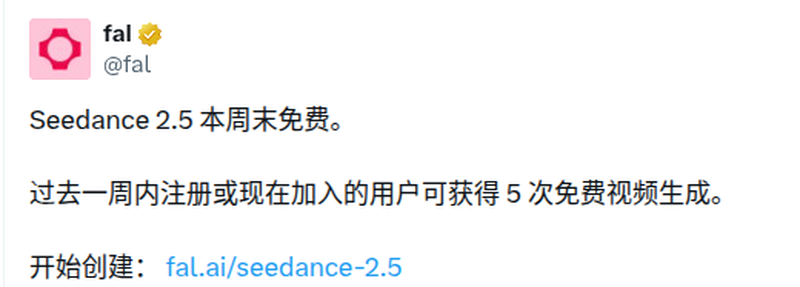 fal
@fal
Seedance 2.5 本周末免费。
过去一周内注册或现在加入的用户可获得 5 次免费视频生成。
开始创建： fal.ai/seedance-2.5